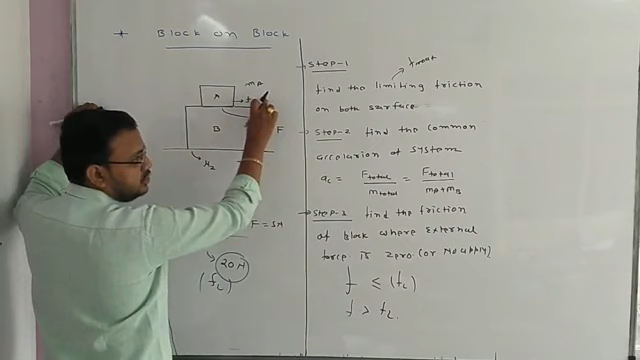 * Block on Block
mA
A
f
B
F
μ2
F = 5N
20N
(fL)
Step-1
fmax
find the limiting friction
on both surface =
Step-2 find the common
acceleration of system
ac = Ftotal / mtotal = Ftotal / mA+mB
Step-3 find the friction
of Block where External
force is zero (or No apply)
f ≤ (fL)
f > fL.